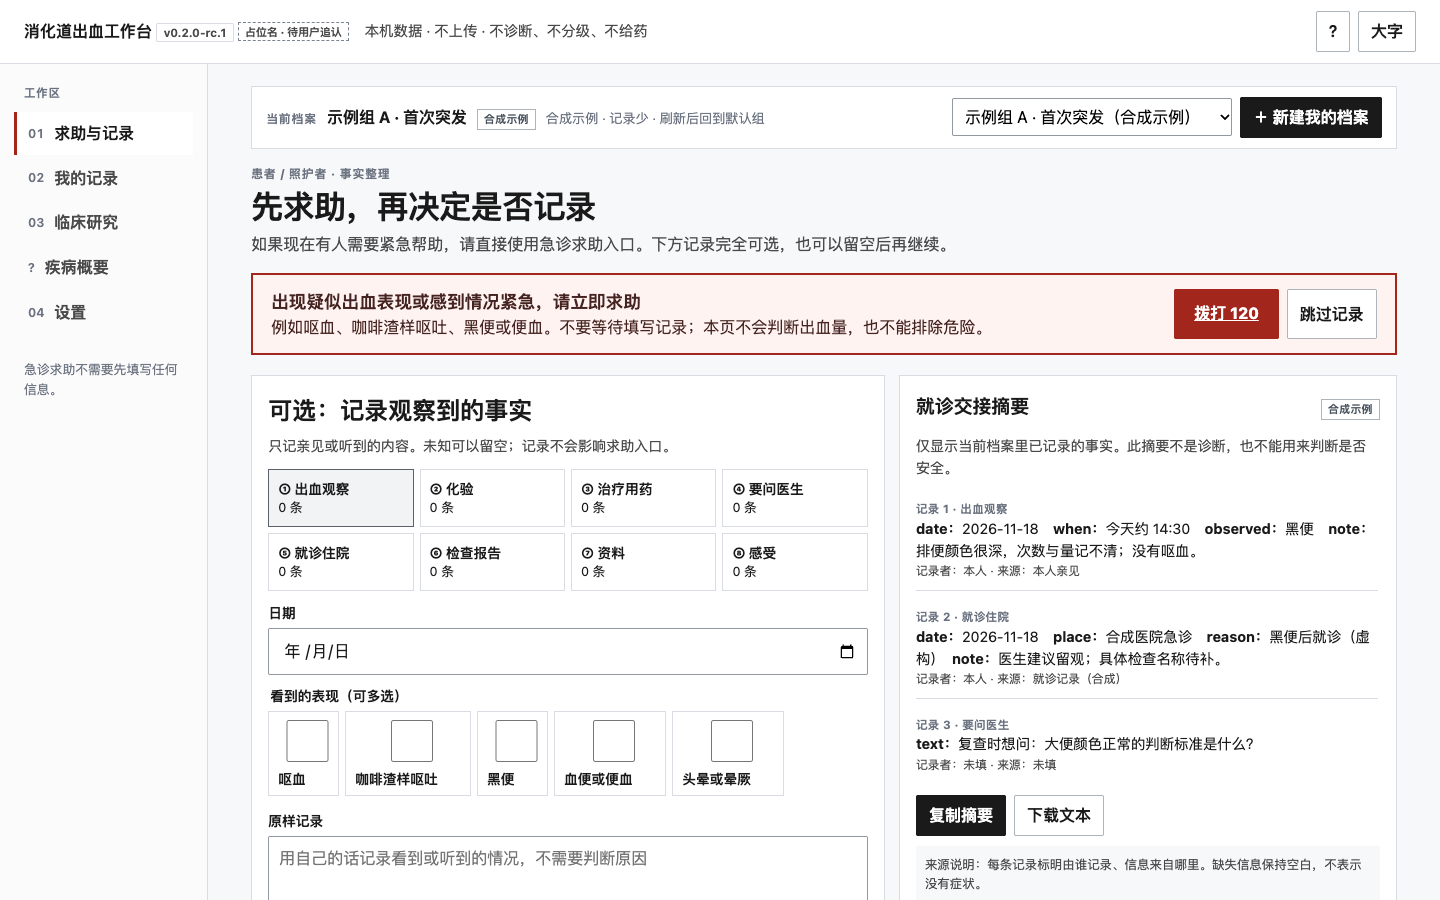 消化道出血工作台 v0.2.0-rc.1 占位名 · 待用户追认 本机数据 · 不上传 · 不诊断、不分级、不给药 ? 大字
工作区
01 求助与记录
02 我的记录
03 临床研究
? 疾病概要
04 设置
急诊求助不需要先填写任何
信息。
当前档案 示例组 A · 首次突发 合成示例 合成示例 · 记录少 · 刷新后回到默认组 示例组 A · 首次突发（合成示例） ＋ 新建我的档案
患者 / 照护者 · 事实整理
先求助，再决定是否记录
如果现在有人需要紧急帮助，请直接使用急诊求助入口。下方记录完全可选，也可以留空后再继续。
出现疑似出血表现或感到情况紧急，请立即求助
例如呕血、咖啡渣样呕吐、黑便或便血。不要等待填写记录；本页不会判断出血量，也不能排除危险。
拨打 120 跳过记录
可选：记录观察到的事实
只记亲见或听到的内容。未知可以留空；记录不会影响求助入口。
① 出血观察
0 条
② 化验
0 条
③ 治疗用药
0 条
④ 要问医生
0 条
⑤ 就诊住院
0 条
⑥ 检查报告
0 条
⑦ 资料
0 条
⑧ 感受
0 条
日期
年 /月/日
看到的表现（可多选）
呕血
咖啡渣样呕吐
黑便
血便或便血
头晕或晕厥
原样记录
用自己的话记录看到或听到的情况，不需要判断原因
就诊交接摘要 合成示例
仅显示当前档案里已记录的事实。此摘要不是诊断，也不能用来判断是否
安全。
记录 1 · 出血观察
date：2026-11-18 when：今天约 14:30 observed：黑便 note：
排便颜色很深，次数与量记不清；没有呕血。
记录者：本人 · 来源：本人亲见
记录 2 · 就诊住院
date：2026-11-18 place：合成医院急诊 reason：黑便后就诊（虚
构） note：医生建议留观；具体检查名称待补。
记录者：本人 · 来源：就诊记录（合成）
记录 3 · 要问医生
text：复查时想问：大便颜色正常的判断标准是什么?
记录者：未填 · 来源：未填
复制摘要 下载文本
来源说明：每条记录标明由谁记录、信息来自哪里。缺失信息保持空白，不表示
没有症状。